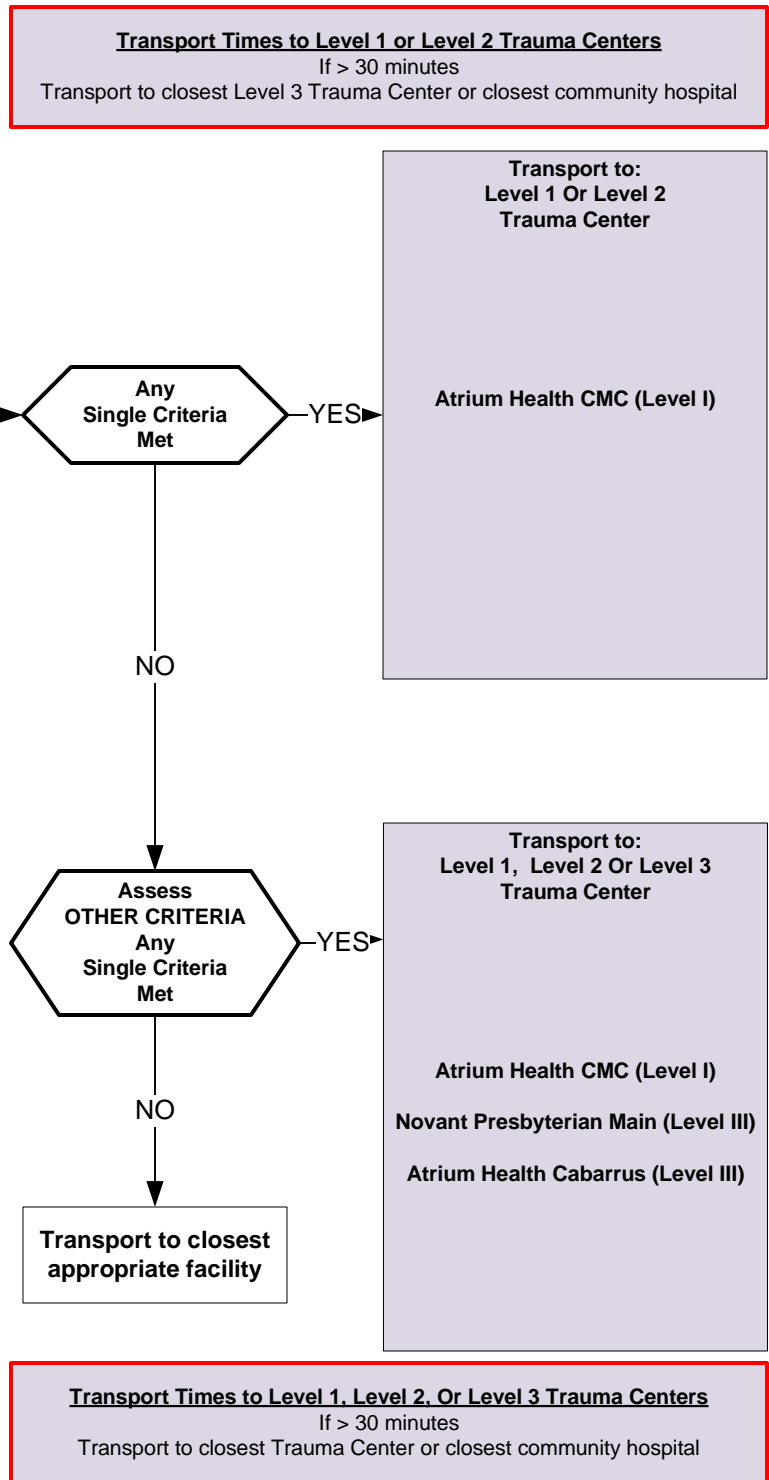 Transport Times to Level 1 or Level 2 Trauma Centers
If > 30 minutes
Transport to closest Level 3 Trauma Center or closest community hospital
Transport to:
Level 1 Or Level 2
Trauma Center
Any
Single Criteria
Met
YES
Atrium Health CMC (Level I)
NO
Transport to:
Level 1, Level 2 Or Level 3
Trauma Center
Assess
OTHER CRITERIA
Any
Single Criteria
Met
YES
Atrium Health CMC (Level I)
Novant Presbyterian Main (Level III)
Atrium Health Cabarrus (Level III)
NO
Transport to closest
appropriate facility
Transport Times to Level 1, Level 2, Or Level 3 Trauma Centers
If > 30 minutes
Transport to closest Trauma Center or closest community hospital